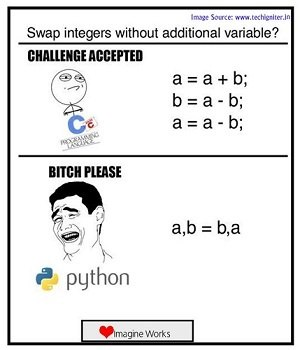 Image Source: www.techigniter.in
Swap integers without additional variable?
CHALLENGE ACCEPTED
a = a + b;
b = a - b;
a = a - b;
C
PROGRAMMING
LANGUAGE
BITCH PLEASE
a,b = b,a
python
Imagine Works